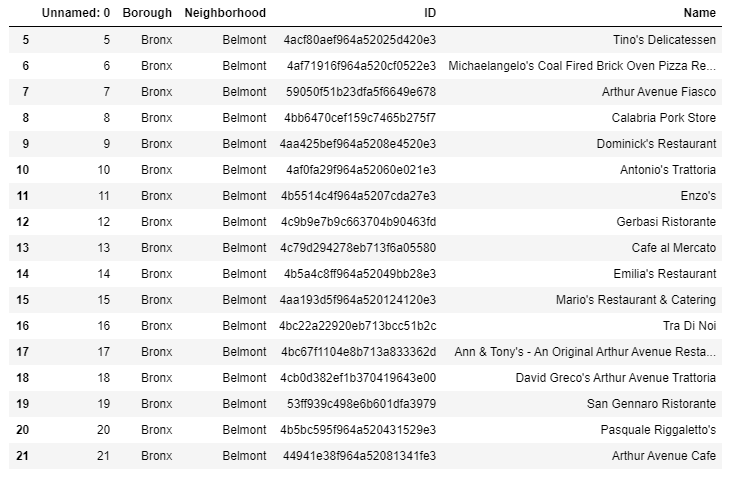 Unnamed: 0 Borough Neighborhood ID Name
5 5 Bronx Belmont 4acf80aef964a52025d420e3 Tino's Delicatessen
6 6 Bronx Belmont 4af71916f964a520cf0522e3 Michaelangelo's Coal Fired Brick Oven Pizza Re...
7 7 Bronx Belmont 59050f51b23dfa5f6649e678 Arthur Avenue Fiasco
8 8 Bronx Belmont 4bb6470cef159c7465b275f7 Calabria Pork Store
9 9 Bronx Belmont 4aa425bef964a5208e4520e3 Dominick's Restaurant
10 10 Bronx Belmont 4af0fa29f964a52060e021e3 Antonio's Trattoria
11 11 Bronx Belmont 4b5514c4f964a5207cda27e3 Enzo's
12 12 Bronx Belmont 4c9b9e7b9c663704b90463fd Gerbasi Ristorante
13 13 Bronx Belmont 4c79d294278eb713f6a05580 Cafe al Mercato
14 14 Bronx Belmont 4b5a4c8ff964a52049bb28e3 Emilia's Restaurant
15 15 Bronx Belmont 4aa193d5f964a520124120e3 Mario's Restaurant & Catering
16 16 Bronx Belmont 4bc22a22920eb713bcc51b2c Tra Di Noi
17 17 Bronx Belmont 4bc67f1104e8b713a833362d Ann & Tony's - An Original Arthur Avenue Resta...
18 18 Bronx Belmont 4cb0d382ef1b370419643e00 David Greco's Arthur Avenue Trattoria
19 19 Bronx Belmont 53ff939c498e6b601dfa3979 San Gennaro Ristorante
20 20 Bronx Belmont 4b5bc595f964a520431529e3 Pasquale Riggaletto's
21 21 Bronx Belmont 44941e38f964a52081341fe3 Arthur Avenue Cafe